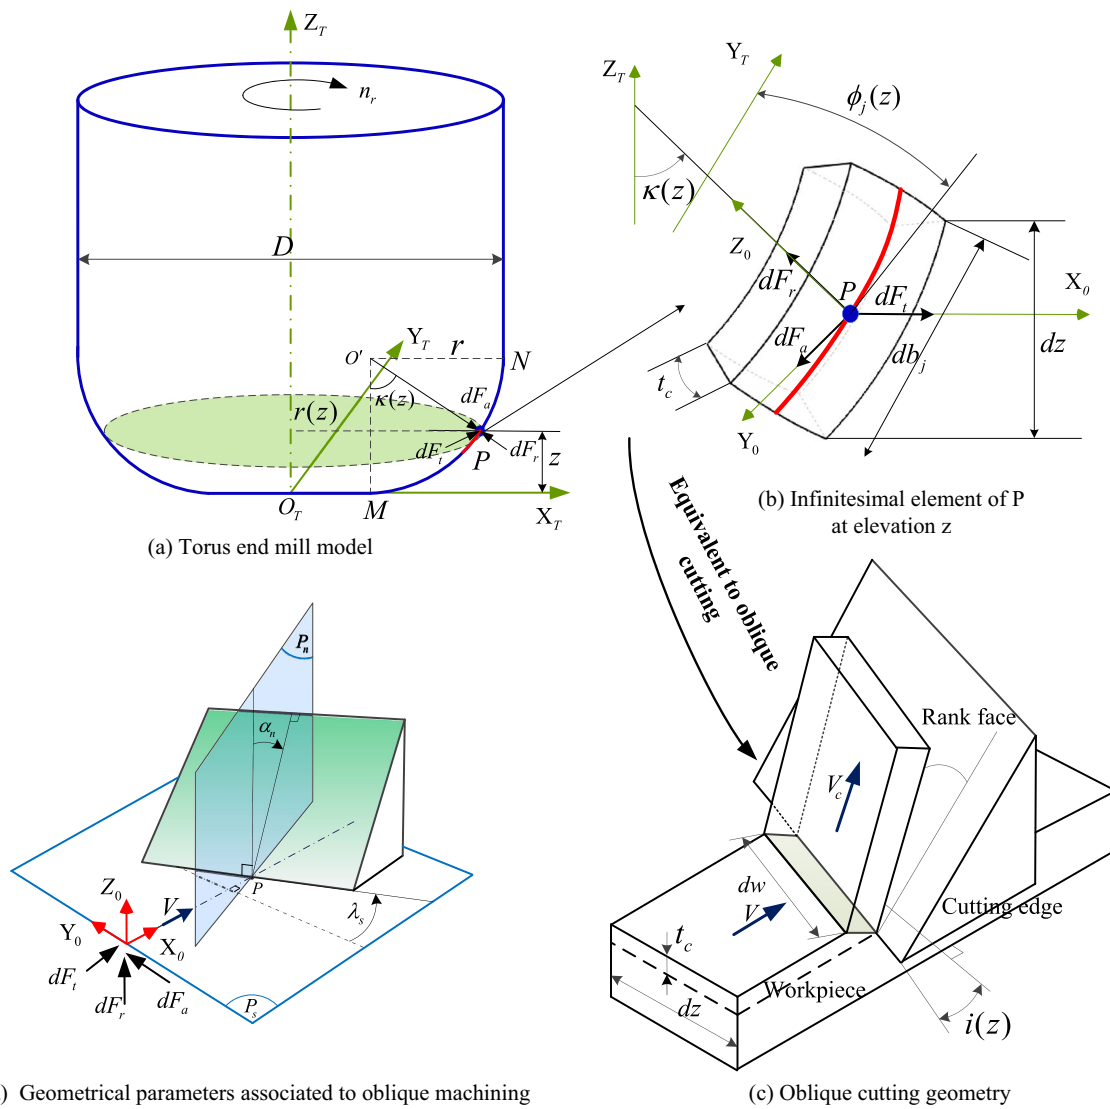 Z_T
n_r
D
Y_T
O' r N
κ(z)
dF_a
r(z)
dF_t P dF_r z
O_T M X_T
(a) Torus end mill model
Z_T
Y_T
ϕ_j(z)
κ(z)
Z_0
dF_r
P
dF_t
X_0
dF_a
db_j
dz
t_c
Y_0
(b) Infinitesimal element of P
at elevation z
Equivalent to oblique
cutting
P_n
α_n
P
λ_s
Z_0
V
Y_0
X_0
dF_t
dF_r
dF_a
P_s
) Geometrical parameters associated to oblique machining
Rank face
V_c
dw
V
Cutting edge
t_c
Workpiece
dz
i(z)
(c) Oblique cutting geometry